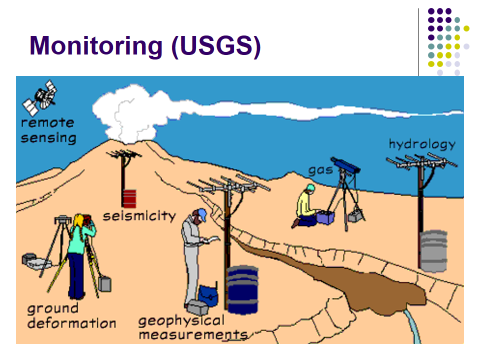 Monitoring (USGS)
remote
sensing
hydrology
gas
seismicity
ground
deformation
geophysical
measurements